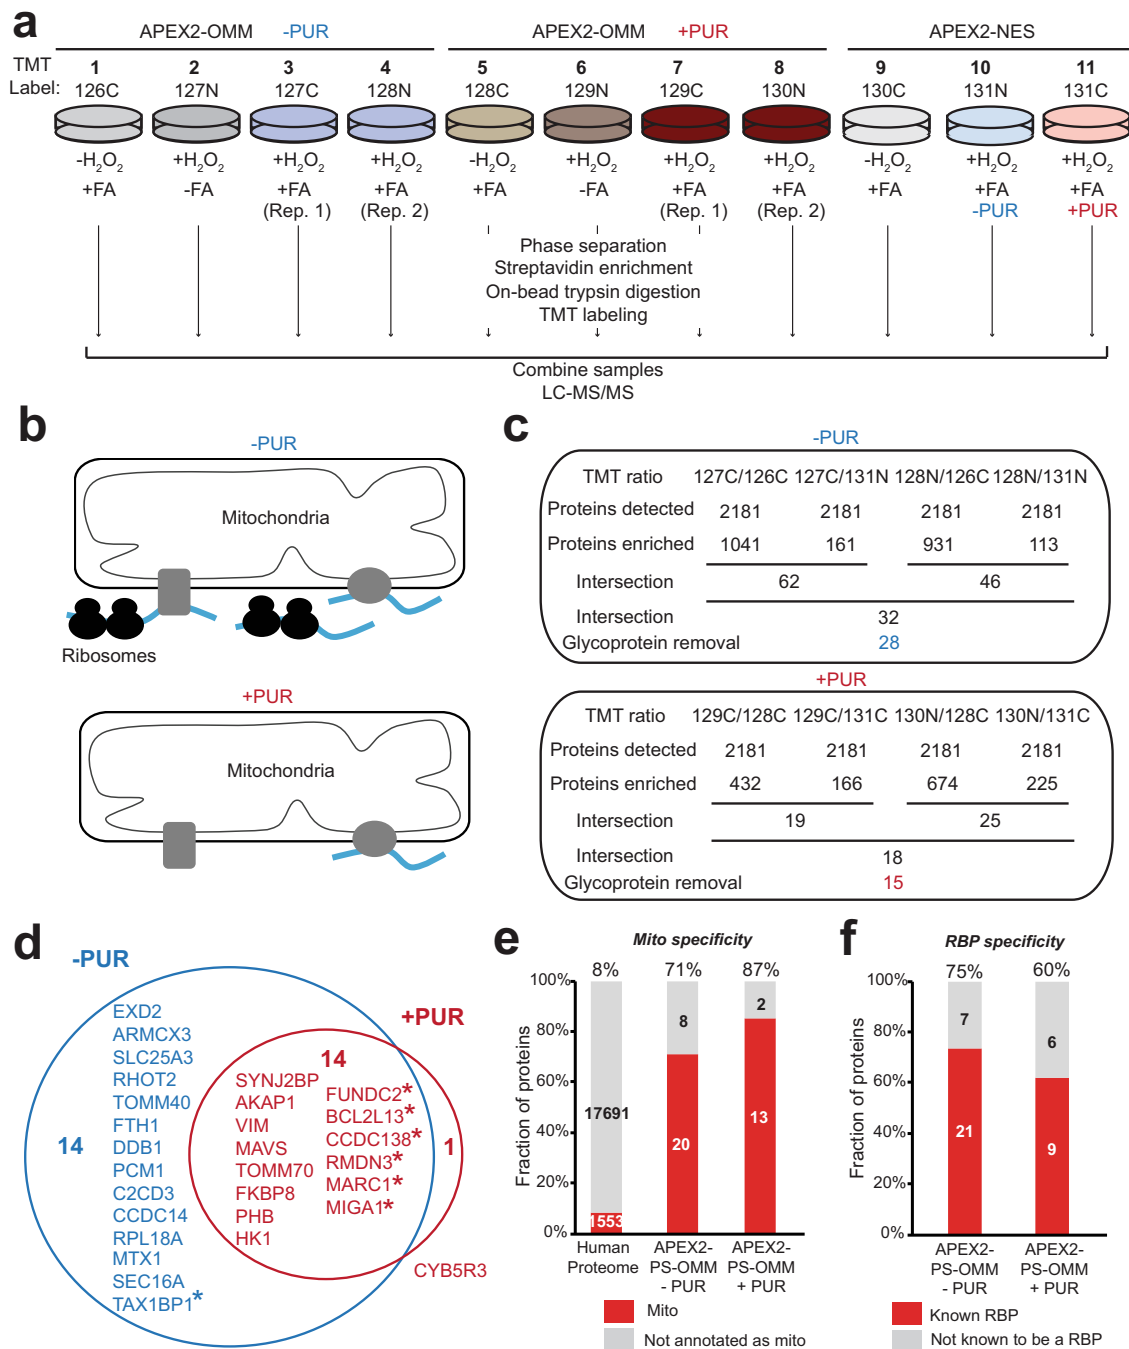 a
APEX2-OMM -PUR
APEX2-OMM +PUR
APEX2-NES
TMT Label:
1 2 3 4 5 6 7 8 9 10 11
126C 127N 127C 128N 128C 129N 129C 130N 130C 131N 131C
-H2O2 +H2O2 +H2O2 +H2O2 -H2O2 +H2O2 +H2O2 +H2O2 -H2O2 +H2O2 +H2O2
+FA -FA +FA +FA +FA -FA +FA +FA +FA +FA +FA
(Rep. 1) (Rep. 2) (Rep. 1) (Rep. 2) -PUR +PUR
Phase separation
Streptavidin enrichment
On-bead trypsin digestion
TMT labeling
Combine samples
LC-MS/MS
b
-PUR
Mitochondria
Ribosomes
+PUR
Mitochondria
c
-PUR
TMT ratio 127C/126C 127C/131N 128N/126C 128N/131N
Proteins detected 2181 2181 2181 2181
Proteins enriched 1041 161 931 113
Intersection 62 46
Intersection 32
Glycoprotein removal 28
+PUR
TMT ratio 129C/128C 129C/131C 130N/128C 130N/131C
Proteins detected 2181 2181 2181 2181
Proteins enriched 432 166 674 225
Intersection 19 25
Intersection 18
Glycoprotein removal 15
d
-PUR
+PUR
14
EXD2
ARMCX3
SLC25A3
RHOT2
TOMM40
FTH1
DDB1
PCM1
C2CD3
CCDC14
RPL18A
MTX1
SEC16A
TAX1BP1*
14
SYNJ2BP
AKAP1
VIM
MAVS
TOMM70
FKBP8
PHB
HK1
FUNDC2*
BCL2L13*
CCDC138*
RMDN3*
MARC1*
MIGA1*
1
CYB5R3
e
Mito specificity
8% 71% 87%
Fraction of proteins
100%
80%
60%
40%
20%
0%
17691
1553
8
20
2
13
Human Proteome
APEX2-PS-OMM - PUR
APEX2-PS-OMM + PUR
Mito
Not annotated as mito
f
RBP specificity
75% 60%
Fraction of proteins
100%
80%
60%
40%
20%
0%
7
21
6
9
APEX2-PS-OMM - PUR
APEX2-PS-OMM + PUR
Known RBP
Not known to be a RBP